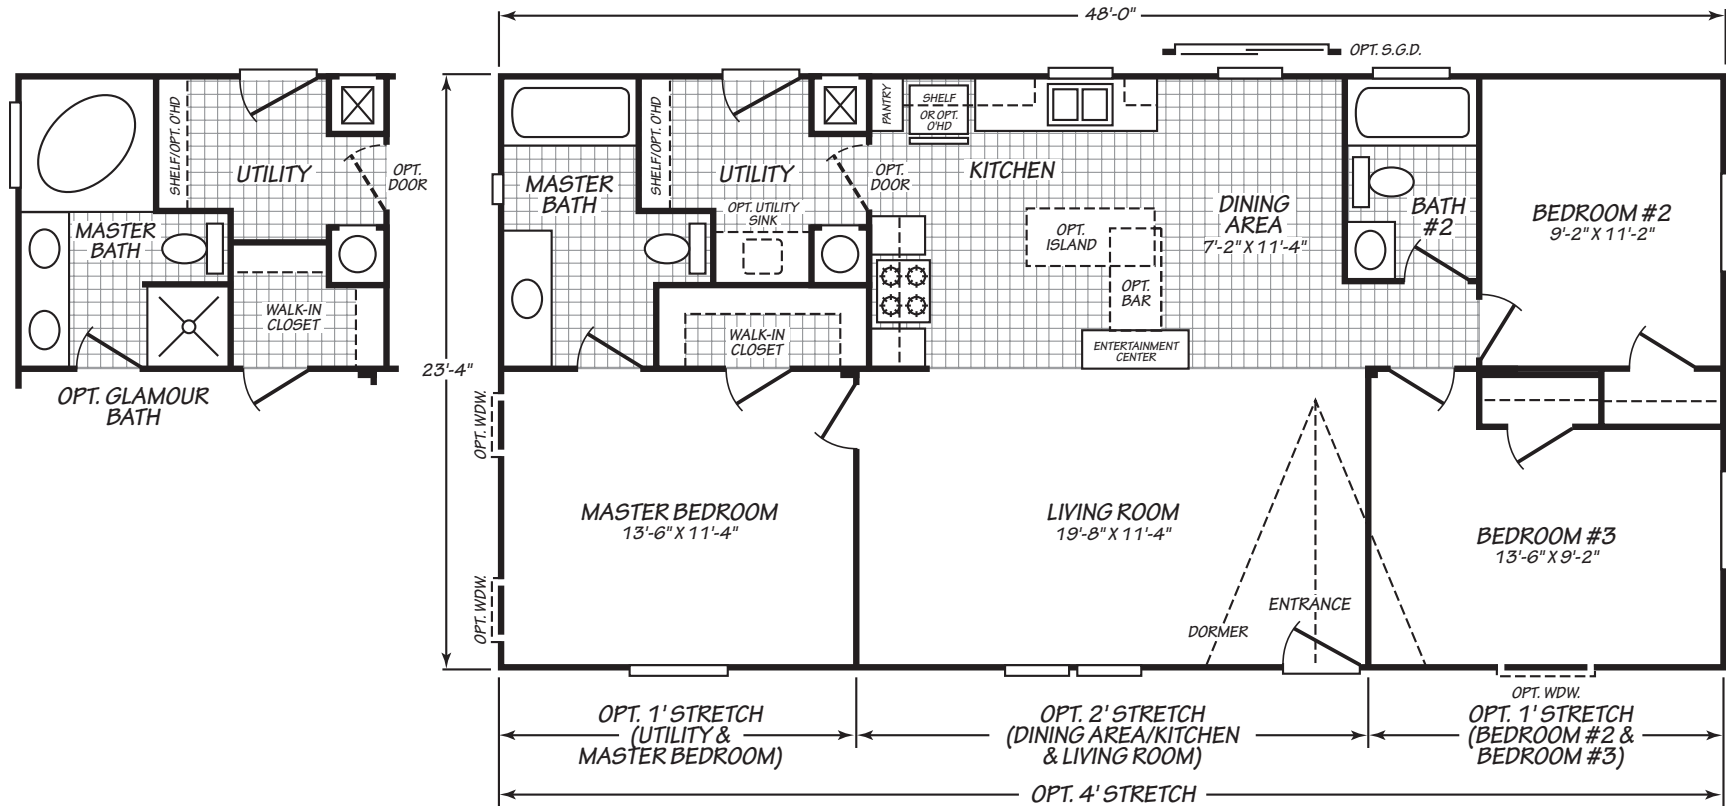 48'-0"
OPT. S.G.D.
SHELF/OPT. O'HD
UTILITY
OPT.
DOOR
MASTER
BATH
WALK-IN
CLOSET
OPT. GLAMOUR
BATH
23'-4"
MASTER
BATH
SHELF/OPT. O'HD
UTILITY
OPT. UTILITY
SINK
OPT.
DOOR
WALK-IN
CLOSET
PANTRY
SHELF
OR OPT.
O'HD
KITCHEN
OPT.
ISLAND
OPT.
BAR
ENTERTAINMENT
CENTER
DINING
AREA
7'-2" X 11'-4"
BATH
#2
BEDROOM #2
9'-2" X 11'-2"
OPT. WDW.
OPT. WDW.
MASTER BEDROOM
13'-6" X 11'-4"
LIVING ROOM
19'-8" X 11'-4"
ENTRANCE
DORMER
BEDROOM #3
13'-6" X 9'-2"
OPT. WDW.
OPT. 1' STRETCH
(UTILITY &
MASTER BEDROOM)
OPT. 2' STRETCH
(DINING AREA/KITCHEN
& LIVING ROOM)
OPT. 1' STRETCH
(BEDROOM #2 &
BEDROOM #3)
OPT. 4' STRETCH